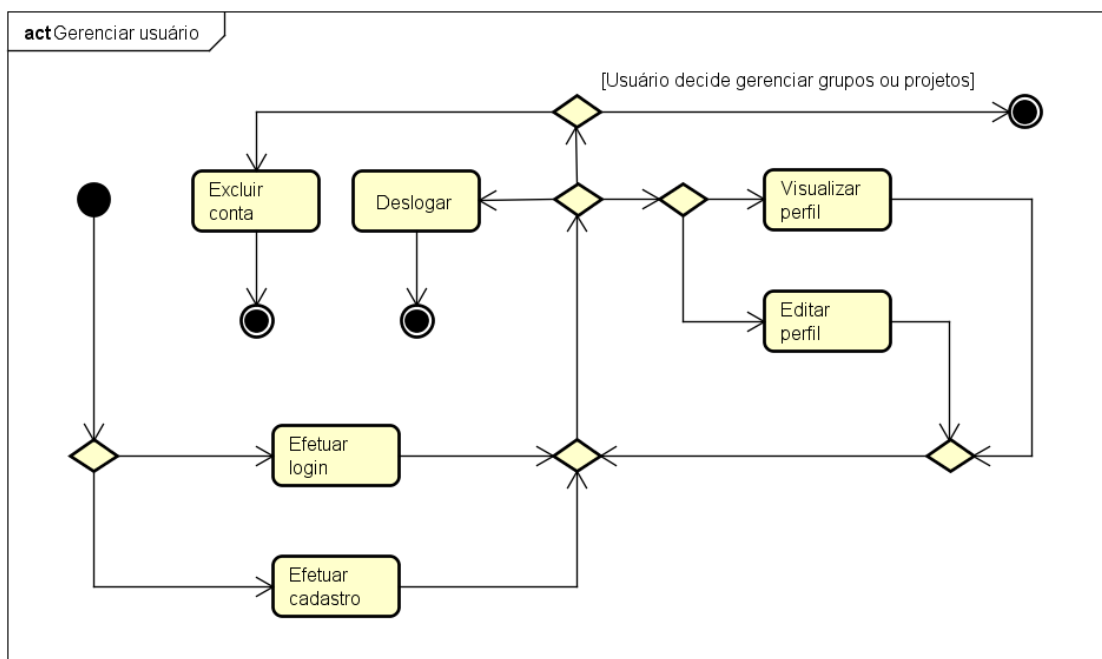 act Gerenciar usuário
[Usuário decide gerenciar grupos ou projetos]
Excluir
conta
Deslogar
Visualizar
perfil
Editar
perfil
Efetuar
login
Efetuar
cadastro